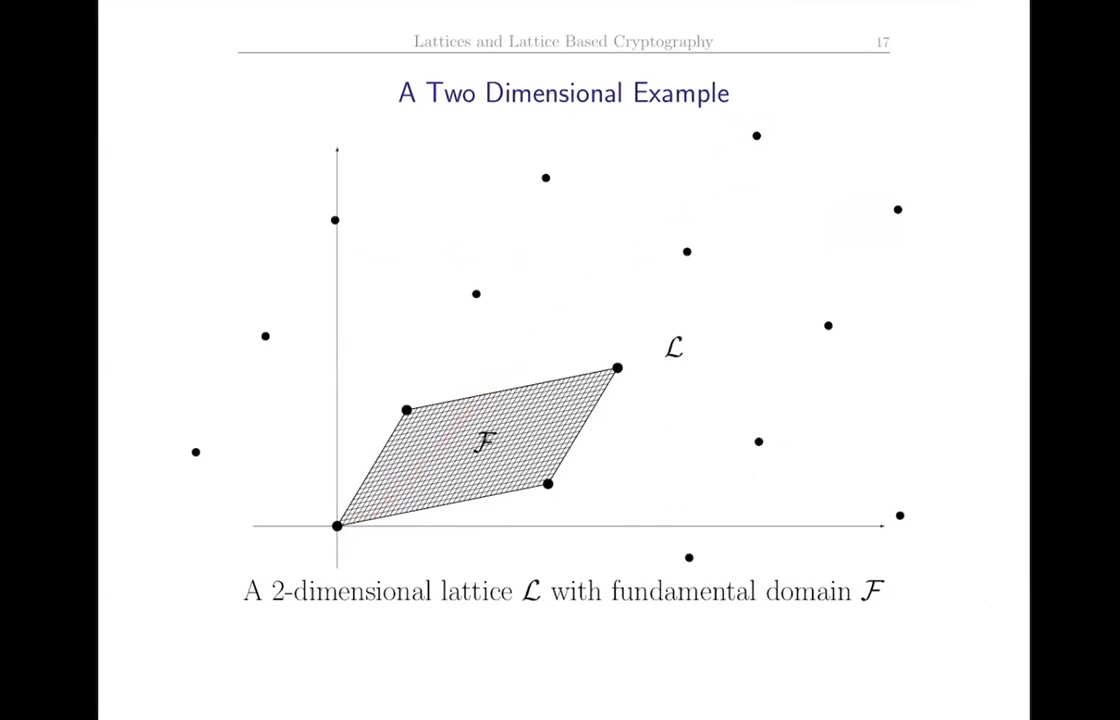 Lattices and Lattice Based Cryptography 17
A Two Dimensional Example
ℒ
ℱ
A 2-dimensional lattice ℒ with fundamental domain ℱ